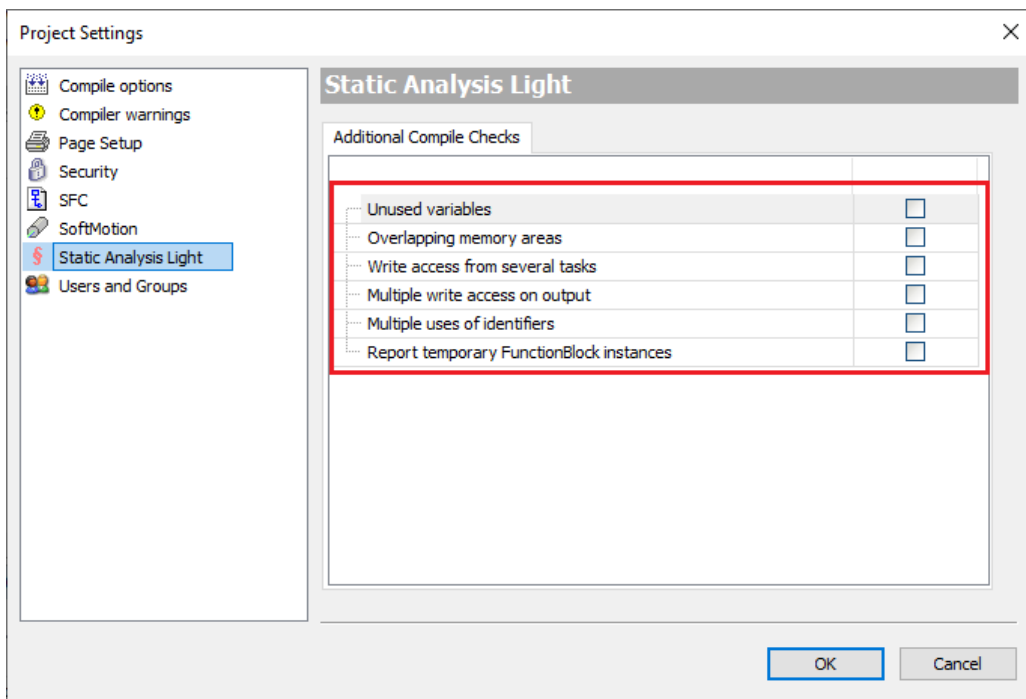 Project Settings
Compile options
Compiler warnings
Page Setup
Security
SFC
SoftMotion
Static Analysis Light
Users and Groups
Static Analysis Light
Additional Compile Checks
Unused variables
Overlapping memory areas
Write access from several tasks
Multiple write access on output
Multiple uses of identifiers
Report temporary FunctionBlock instances
OK
Cancel